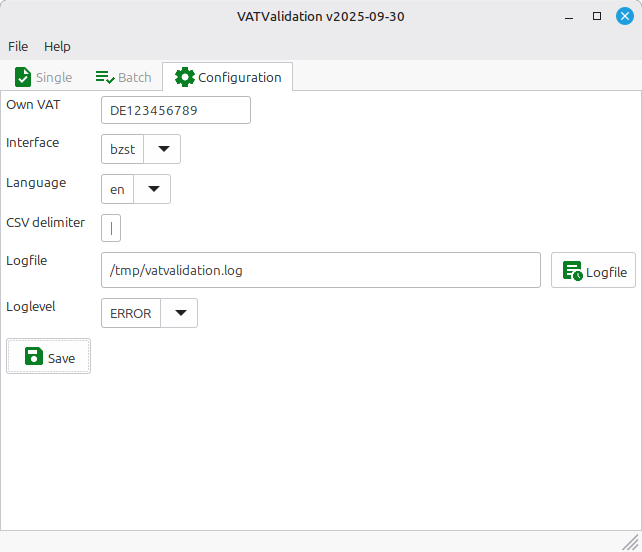 VATValidation v2025-09-30
File Help
Single Batch Configuration
Own VAT DE123456789
Interface bzst
Language en
CSV delimiter |
Logfile /tmp/vatvalidation.log Logfile
Loglevel ERROR
Save